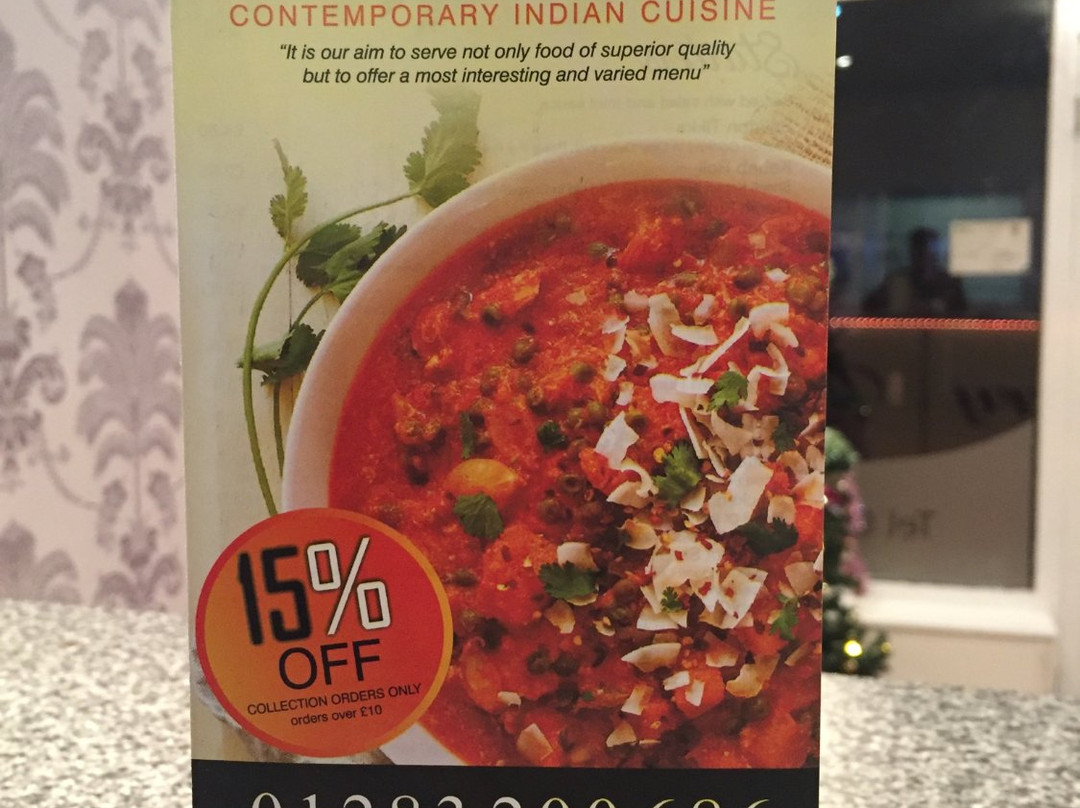 CONTEMPORARY INDIAN CUISINE
“It is our aim to serve not only food of superior quality
but to offer a most interesting and varied menu”
15%
OFF
COLLECTION ORDERS ONLY
orders over £10